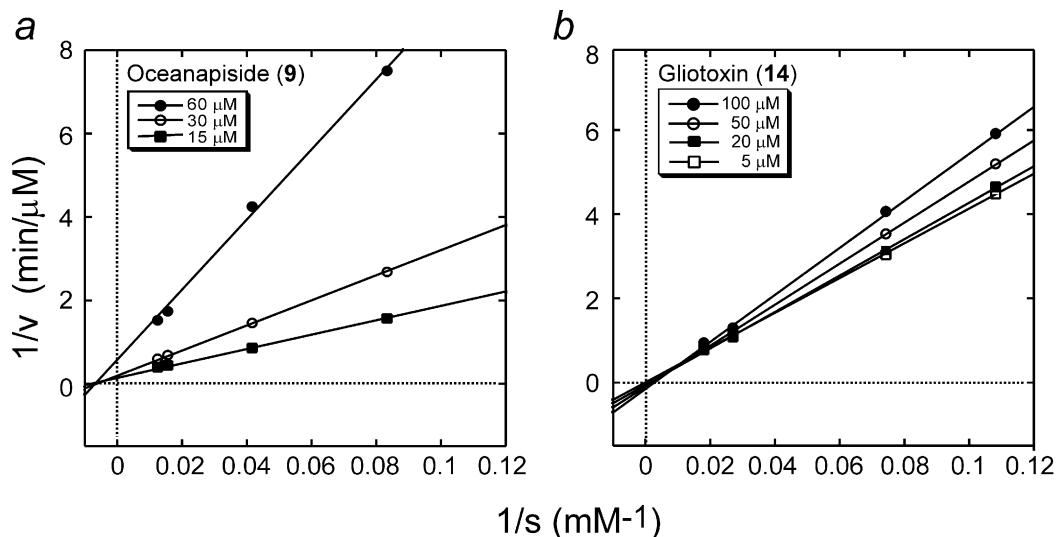 a
Oceanapiside (9)
60 μM
30 μM
15 μM
8
6
4
2
0
0 0.02 0.04 0.06 0.08 0.10 0.12
1/v (min/μM)
b
Gliotoxin (14)
100 μM
50 μM
20 μM
5 μM
8
6
4
2
0
0 0.02 0.04 0.06 0.08 0.1 0.12
1/s (mM-1)